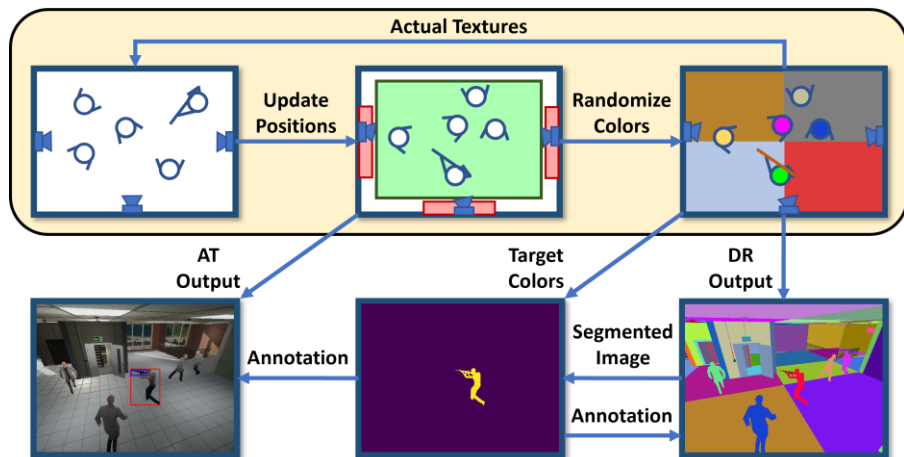 Actual Textures
Update
Positions
Randomize
Colors
AT
Output
Target
Colors
DR
Output
Annotation
Segmented
Image
Annotation